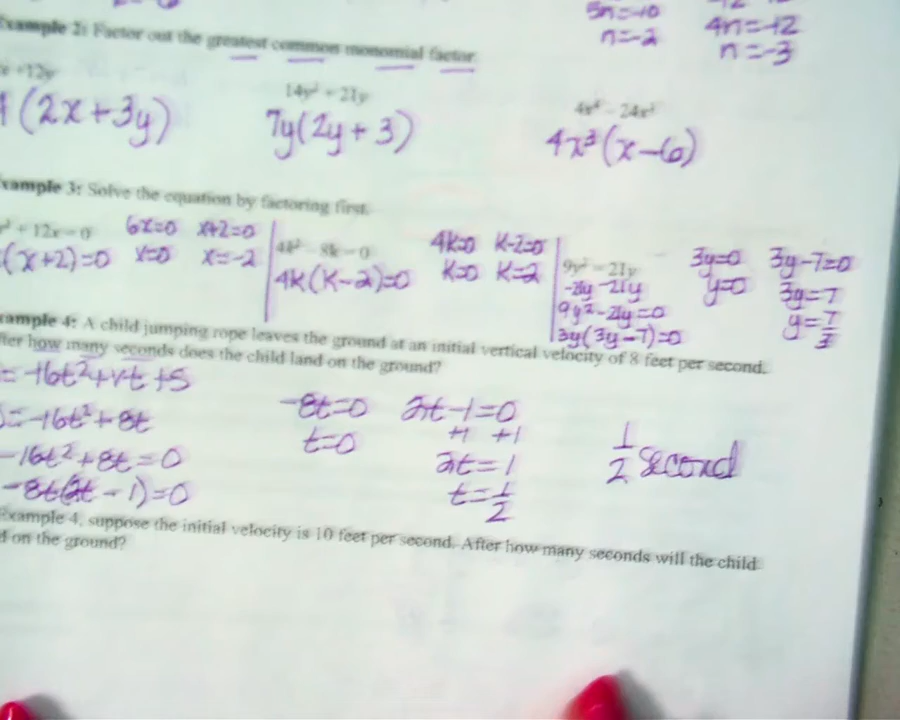 5n=-10
4n=-12
n=-2
n=-3
Example 2: Factor out the greatest common monomial factor.
+12y
14y² + 21y
4x⁴ - 24x³
(2x+3y)
7y(2y+3)
4x³(x-6)
Example 3: Solve the equation by factoring first.
+ 12x = 0
6x=0 x+2=0
(x+2)=0
x=0 x=-2
4k² - 8k = 0
4k=0 k-2=0
4k(k-2)=0
k=0 k=2
9y² = 21y
-21y -21y
9y²-21y=0
3y(3y-7)=0
3y=0 3y-7=0
y=0 3y=7
y=7/3
Example 4: A child jumping rope leaves the ground at an initial vertical velocity of 8 feet per second.
After how many seconds does the child land on the ground?
=-16t²+vt+s
=-16t²+8t
-16t²+8t=0
-8t(2t-1)=0
-8t=0
t=0
2t-1=0
+1 +1
2t=1
t=1/2
1/2 second
Example 4, suppose the initial velocity is 10 feet per second. After how many seconds will the child
on the ground?